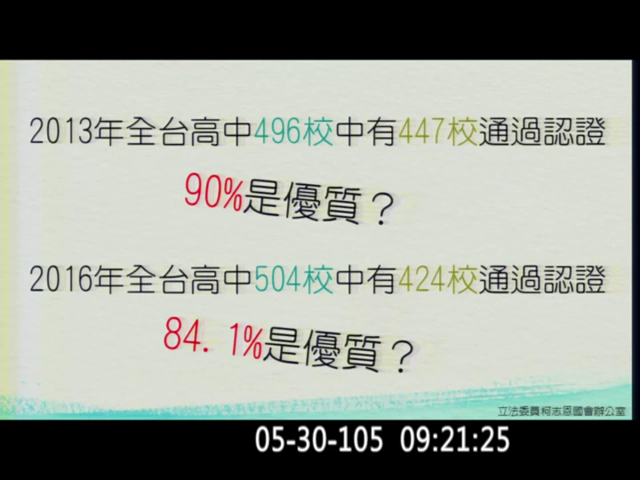 2013年全台高中496校中有447校通過認證
90%是優質？
2016年全台高中504校中有424校通過認證
84.1%是優質？
立法委員柯志恩國會辦公室
05-30-105 09:21:25